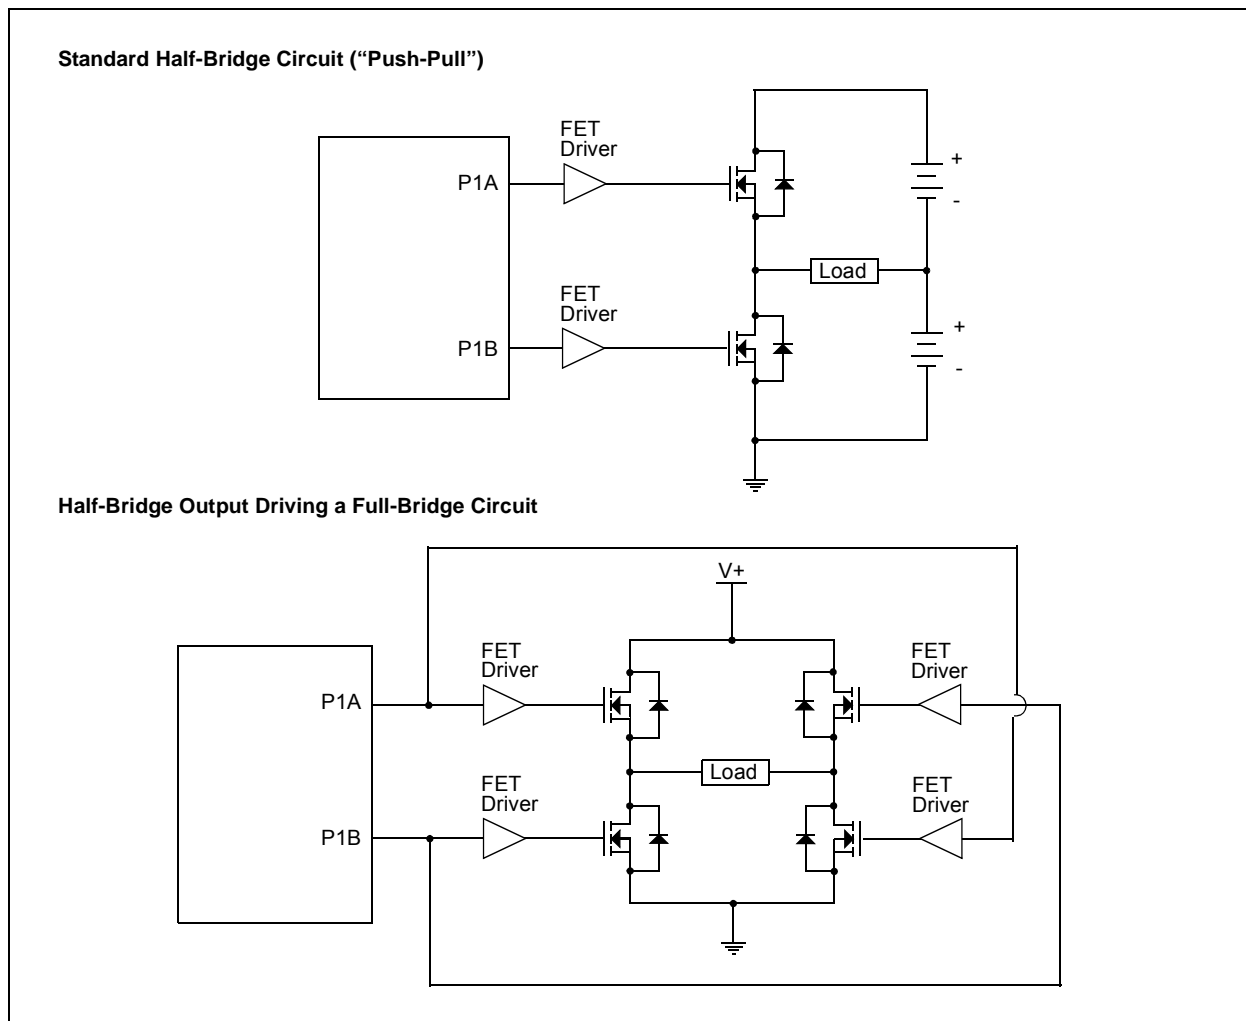 Standard Half-Bridge Circuit (“Push-Pull”)
FET
Driver
P1A
+
-
Load
FET
Driver
P1B
+
-
Half-Bridge Output Driving a Full-Bridge Circuit
V+
FET
Driver
FET
Driver
P1A
Load
FET
Driver
FET
Driver
P1B